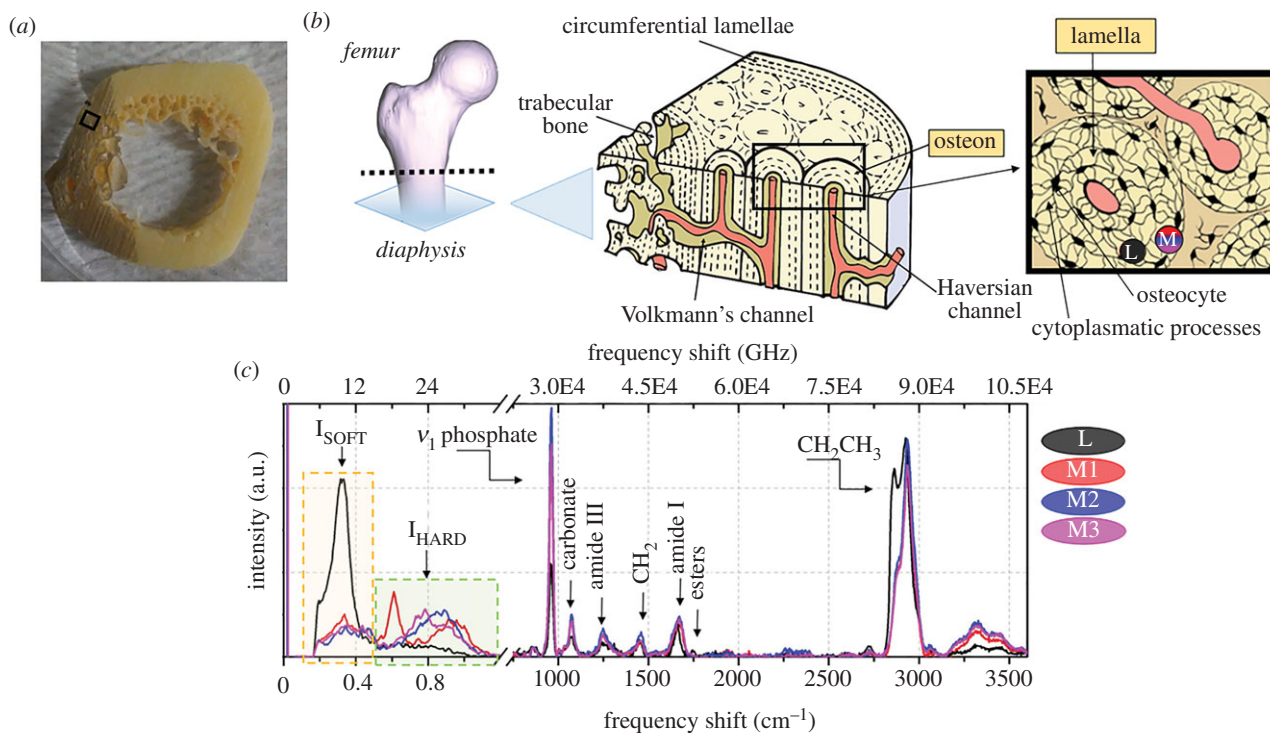 (a)
(b)
femur
diaphysis
circumferential lamellae
trabecular
bone
osteon
Volkmann's channel
Haversian
channel
lamella
L
M
osteocyte
cytoplasmatic processes
(c)
frequency shift (GHz)
0 12 24 3.0E4 4.5E4 6.0E4 7.5E4 9.0E4 10.5E4
intensity (a.u.)
I_SOFT
I_HARD
ν₁ phosphate
carbonate
amide III
CH₂
amide I
esters
CH₂CH₃
L
M1
M2
M3
0 0.4 0.8 1000 1500 2000 2500 3000 3500
frequency shift (cm⁻¹)